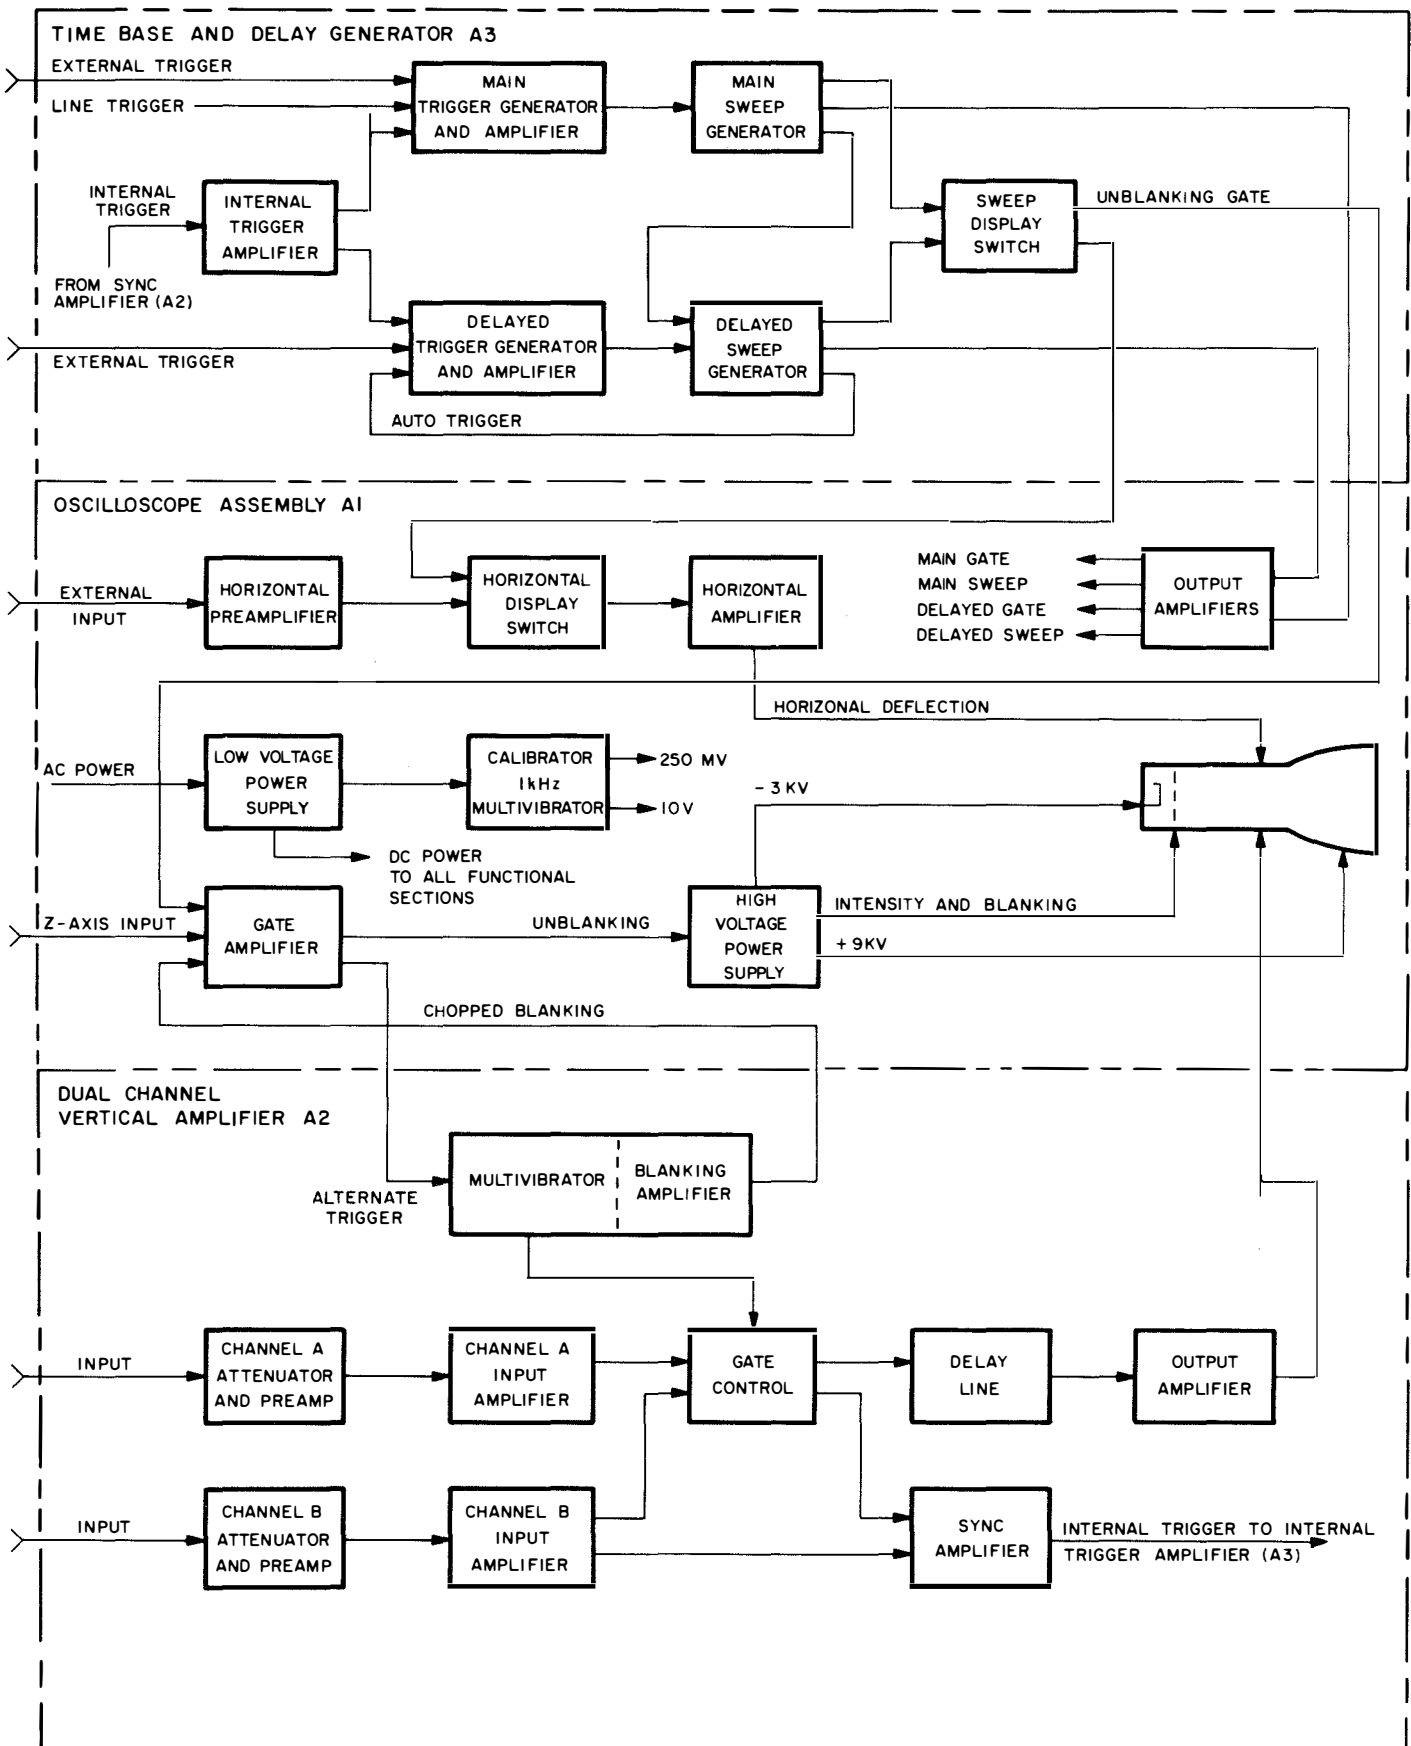 TIME BASE AND DELAY GENERATOR A3
EXTERNAL TRIGGER
LINE TRIGGER
MAIN
TRIGGER GENERATOR
AND AMPLIFIER
MAIN
SWEEP
GENERATOR
INTERNAL
TRIGGER
INTERNAL
TRIGGER
AMPLIFIER
FROM SYNC
AMPLIFIER (A2)
SWEEP
DISPLAY
SWITCH
UNBLANKING GATE
EXTERNAL TRIGGER
DELAYED
TRIGGER GENERATOR
AND AMPLIFIER
DELAYED
SWEEP
GENERATOR
AUTO TRIGGER
OSCILLOSCOPE ASSEMBLY A1
EXTERNAL
INPUT
HORIZONTAL
PREAMPLIFIER
HORIZONTAL
DISPLAY
SWITCH
HORIZONTAL
AMPLIFIER
MAIN GATE
MAIN SWEEP
DELAYED GATE
DELAYED SWEEP
OUTPUT
AMPLIFIERS
HORIZONAL DEFLECTION
AC POWER
LOW VOLTAGE
POWER
SUPPLY
CALIBRATOR
1kHz
MULTIVIBRATOR
250 MV
10V
- 3 KV
DC POWER
TO ALL FUNCTIONAL
SECTIONS
Z-AXIS INPUT
GATE
AMPLIFIER
UNBLANKING
HIGH
VOLTAGE
POWER
SUPPLY
INTENSITY AND BLANKING
+ 9KV
CHOPPED BLANKING
DUAL CHANNEL
VERTICAL AMPLIFIER A2
ALTERNATE
TRIGGER
MULTIVIBRATOR
BLANKING
AMPLIFIER
INPUT
CHANNEL A
ATTENUATOR
AND PREAMP
CHANNEL A
INPUT
AMPLIFIER
GATE
CONTROL
DELAY
LINE
OUTPUT
AMPLIFIER
INPUT
CHANNEL B
ATTENUATOR
AND PREAMP
CHANNEL B
INPUT
AMPLIFIER
SYNC
AMPLIFIER
INTERNAL TRIGGER TO INTERNAL
TRIGGER AMPLIFIER (A3)